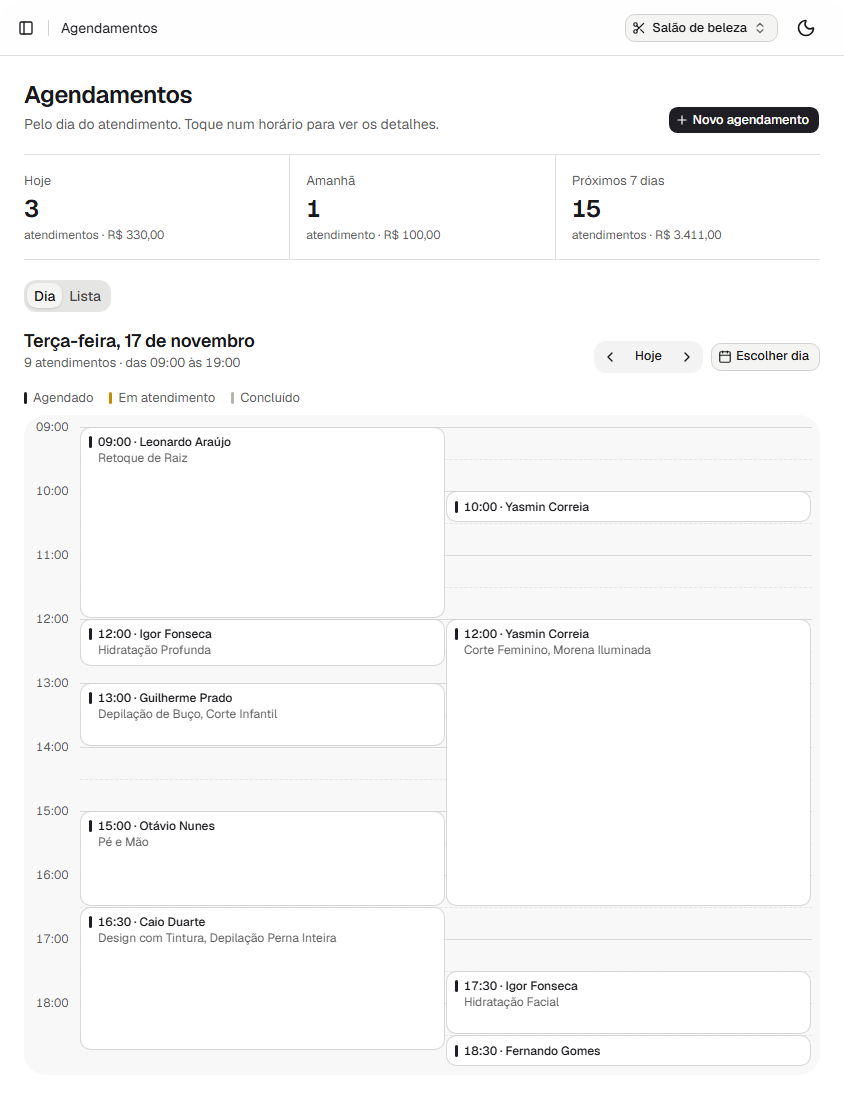 Agendamentos
Salão de beleza
Agendamentos
Pelo dia do atendimento. Toque num horário para ver os detalhes.
+ Novo agendamento
Hoje
3
atendimentos · R$ 330,00
Amanhã
1
atendimento · R$ 100,00
Próximos 7 dias
15
atendimentos · R$ 3.411,00
Dia
Lista
Terça-feira, 17 de novembro
9 atendimentos · das 09:00 às 19:00
Hoje
Escolher dia
Agendado
Em atendimento
Concluído
09:00
09:00 · Leonardo Araújo
Retoque de Raiz
10:00
10:00 · Yasmin Correia
11:00
12:00
12:00 · Igor Fonseca
Hidratação Profunda
12:00 · Yasmin Correia
Corte Feminino, Morena Iluminada
13:00
13:00 · Guilherme Prado
Depilação de Buço, Corte Infantil
14:00
15:00
15:00 · Otávio Nunes
Pé e Mão
16:00
16:30 · Caio Duarte
Design com Tintura, Depilação Perna Inteira
17:00
17:30 · Igor Fonseca
Hidratação Facial
18:00
18:30 · Fernando Gomes